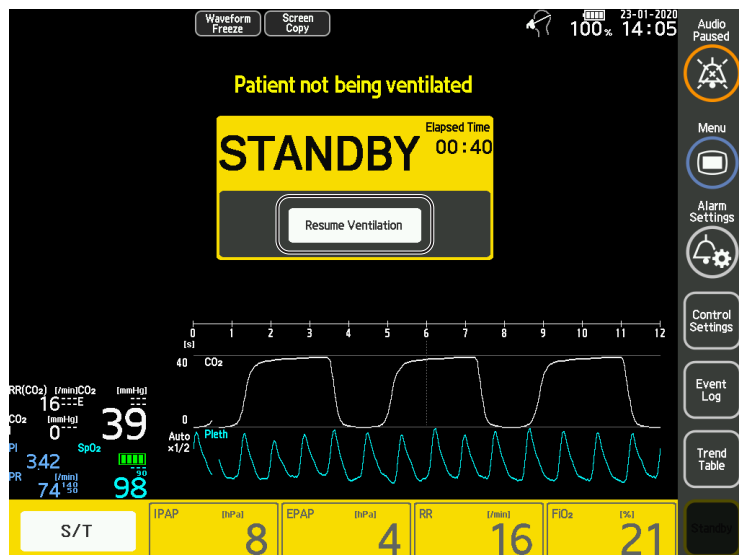 Waveform Freeze
Screen Copy
100% 23-01-2020 14:05
Audio Paused
Patient not being ventilated
STANDBY
Elapsed Time
00:40
Resume Ventilation
Menu
Alarm Settings
Control Settings
Event Log
Trend Table
Standby
0 1 2 3 4 5 6 7 8 9 10 11 12
[s]
40 CO₂
0
Auto Pleth
×1/2
RR(CO₂) [/min] CO₂ [mmHg]
16 --- E ---
---
CO₂ [mmHg] 39
I 0 ---
PI SpO₂
3.42
PR [/min] --- 90
74 140 50 98
S/T
IPAP [hPa] 8
EPAP [hPa] 4
RR [/min] 16
FiO₂ [%] 21